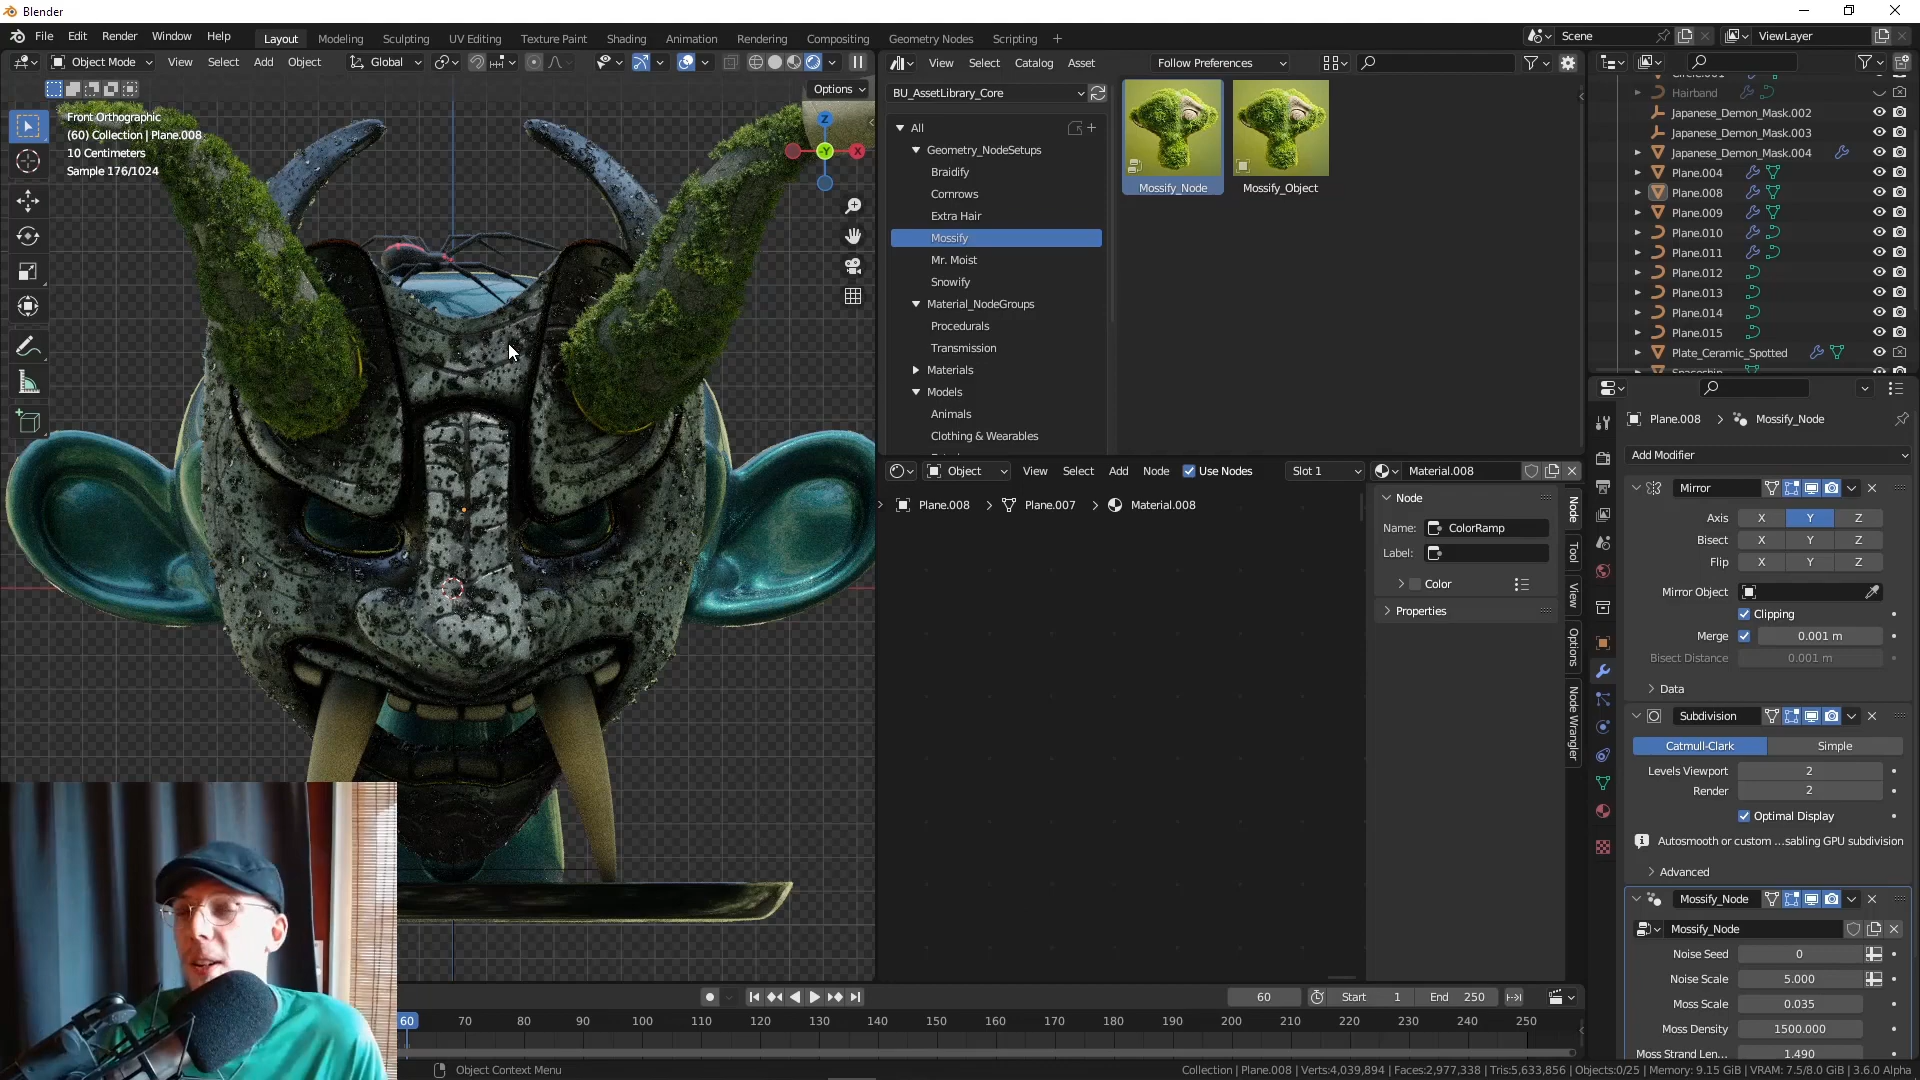 Blender
File Edit Render Window Help
Layout Modeling Sculpting UV Editing Texture Paint Shading Animation Rendering Compositing Geometry Nodes Scripting +
Scene
ViewLayer
Object Mode View Select Add Object Global
Options
Front Orthographic
(60) Collection | Plane.008
10 Centimeters
Sample 176/1024
Z
Y
X
View Select Catalog Asset Follow Preferences
BU_AssetLibrary_Core
All
Geometry_NodeSetups
Braidify
Cornrows
Extra Hair
Mossify
Mr. Moist
Snowify
Material_NodeGroups
Procedurals
Transmission
Materials
Models
Animals
Clothing & Wearables
Mossify_Node
Mossify_Object
Object View Select Add Node Use Nodes Slot 1 Material.008
Plane.008 > Plane.007 > Material.008
Node
Name: ColorRamp
Label:
Color
Properties
Node
Tool
View
Options
Node Wrangler
Circle.001
Hairband
Japanese_Demon_Mask.002
Japanese_Demon_Mask.003
Japanese_Demon_Mask.004
Plane.004
Plane.008
Plane.009
Plane.010
Plane.011
Plane.012
Plane.013
Plane.014
Plane.015
Plate_Ceramic_Spotted
Spaceship
Plane.008 > Mossify_Node
Add Modifier
Mirror
Axis X Y Z
Bisect X Y Z
Flip X Y Z
Mirror Object
Clipping
Merge 0.001 m
Bisect Distance 0.001 m
Data
Subdivision
Catmull-Clark Simple
Levels Viewport 2
Render 2
Optimal Display
Autosmooth or custom ...sabling GPU subdivision
Advanced
Mossify_Node
Mossify_Node
Noise Seed 0
Noise Scale 5.000
Moss Scale 0.035
Moss Density 1500.000
Moss Strand Len... 1.490
60 Start 1 End 250
60 70 80 90 100 110 120 130 140 150 160 170 180 190 200 210 220 230 240 250
Object Context Menu
Collection | Plane.008 | Verts:4,039,894 | Faces:2,977,338 | Tris:5,633,856 | Objects:0/25 | Memory: 9.15 GiB | VRAM: 7.5/8.0 GiB | 3.6.0 Alpha